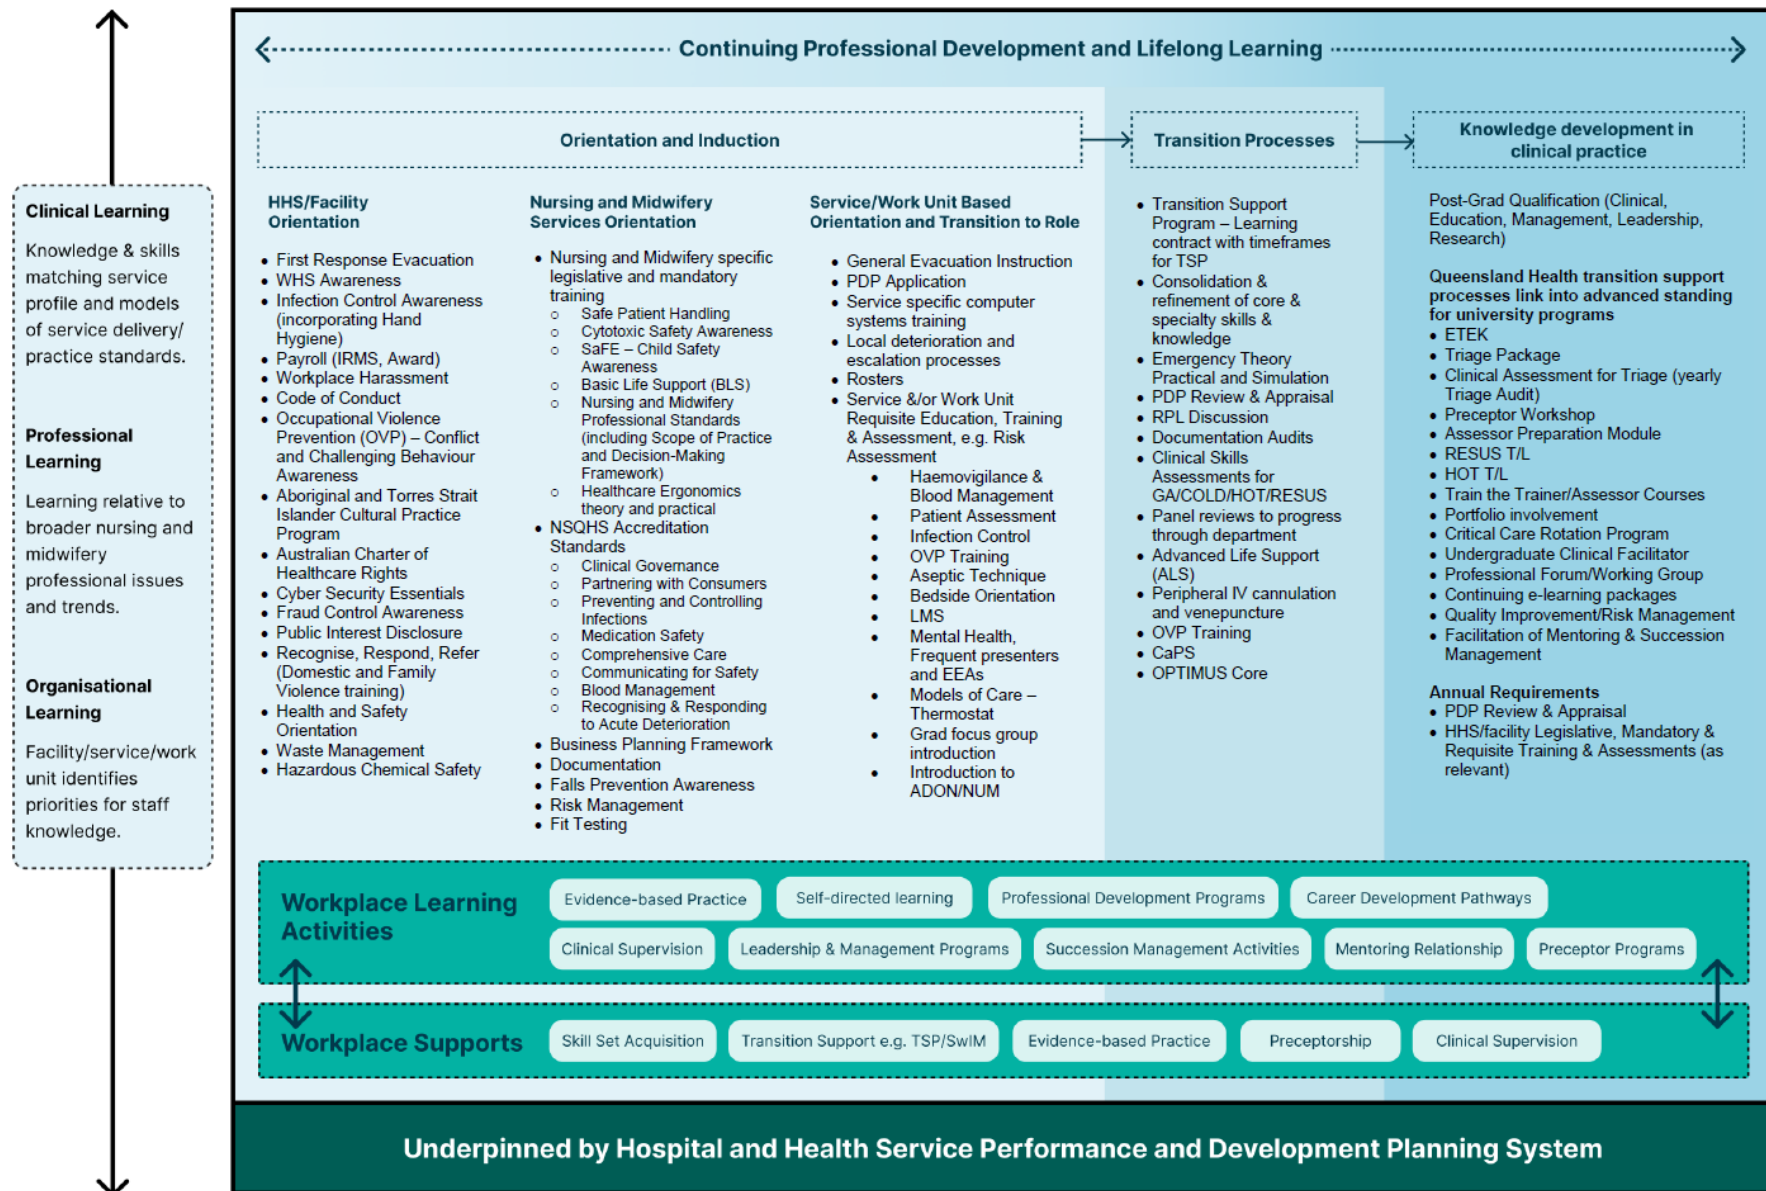 Continuing Professional Development and Lifelong Learning
Clinical Learning
Knowledge & skills
matching service
profile and models
of service delivery/
practice standards.
Professional
Learning
Learning relative to
broader nursing and
midwifery
professional issues
and trends.
Organisational
Learning
Facility/service/work
unit identifies
priorities for staff
knowledge.
Orientation and Induction
HHS/Facility
Orientation
• First Response Evacuation
• WHS Awareness
• Infection Control Awareness
(incorporating Hand
Hygiene)
• Payroll (IRMS, Award)
• Workplace Harassment
• Code of Conduct
• Occupational Violence
Prevention (OVP) – Conflict
and Challenging Behaviour
Awareness
• Aboriginal and Torres Strait
Islander Cultural Practice
Program
• Australian Charter of
Healthcare Rights
• Cyber Security Essentials
• Fraud Control Awareness
• Public Interest Disclosure
• Recognise, Respond, Refer
(Domestic and Family
Violence training)
• Health and Safety
Orientation
• Waste Management
• Hazardous Chemical Safety
Nursing and Midwifery
Services Orientation
• Nursing and Midwifery specific
legislative and mandatory
training
o Safe Patient Handling
o Cytotoxic Safety Awareness
o SaFE – Child Safety
Awareness
o Basic Life Support (BLS)
o Nursing and Midwifery
Professional Standards
(including Scope of Practice
and Decision-Making
Framework)
o Healthcare Ergonomics
theory and practical
• NSQHS Accreditation
Standards
o Clinical Governance
o Partnering with Consumers
o Preventing and Controlling
Infections
o Medication Safety
o Comprehensive Care
o Communicating for Safety
o Blood Management
o Recognising & Responding
to Acute Deterioration
• Business Planning Framework
• Documentation
• Falls Prevention Awareness
• Risk Management
• Fit Testing
Service/Work Unit Based
Orientation and Transition to Role
• General Evacuation Instruction
• PDP Application
• Service specific computer
systems training
• Local deterioration and
escalation processes
• Rosters
• Service &/or Work Unit
Requisite Education, Training
& Assessment, e.g. Risk
Assessment
• Haemovigilance &
Blood Management
• Patient Assessment
• Infection Control
• OVP Training
• Aseptic Technique
• Bedside Orientation
• LMS
• Mental Health,
Frequent presenters
and EEAs
• Models of Care –
Thermostat
• Grad focus group
introduction
• Introduction to
ADON/NUM
Transition Processes
• Transition Support
Program – Learning
contract with timeframes
for TSP
• Consolidation &
refinement of core &
specialty skills &
knowledge
• Emergency Theory
Practical and Simulation
• PDP Review & Appraisal
• RPL Discussion
• Documentation Audits
• Clinical Skills
Assessments for
GA/COLD/HOT/RESUS
• Panel reviews to progress
through department
• Advanced Life Support
(ALS)
• Peripheral IV cannulation
and venepuncture
• OVP Training
• CaPS
• OPTIMUS Core
Knowledge development in
clinical practice
Post-Grad Qualification (Clinical,
Education, Management, Leadership,
Research)
Queensland Health transition support
processes link into advanced standing
for university programs
• ETEK
• Triage Package
• Clinical Assessment for Triage (yearly
Triage Audit)
• Preceptor Workshop
• Assessor Preparation Module
• RESUS T/L
• HOT T/L
• Train the Trainer/Assessor Courses
• Portfolio involvement
• Critical Care Rotation Program
• Undergraduate Clinical Facilitator
• Professional Forum/Working Group
• Continuing e-learning packages
• Quality Improvement/Risk Management
• Facilitation of Mentoring & Succession
Management
Annual Requirements
• PDP Review & Appraisal
• HHS/facility Legislative, Mandatory &
Requisite Training & Assessments (as
relevant)
Workplace Learning
Activities
Evidence-based Practice
Self-directed learning
Professional Development Programs
Career Development Pathways
Clinical Supervision
Leadership & Management Programs
Succession Management Activities
Mentoring Relationship
Preceptor Programs
Workplace Supports
Skill Set Acquisition
Transition Support e.g. TSP/SwIM
Evidence-based Practice
Preceptorship
Clinical Supervision
Underpinned by Hospital and Health Service Performance and Development Planning System